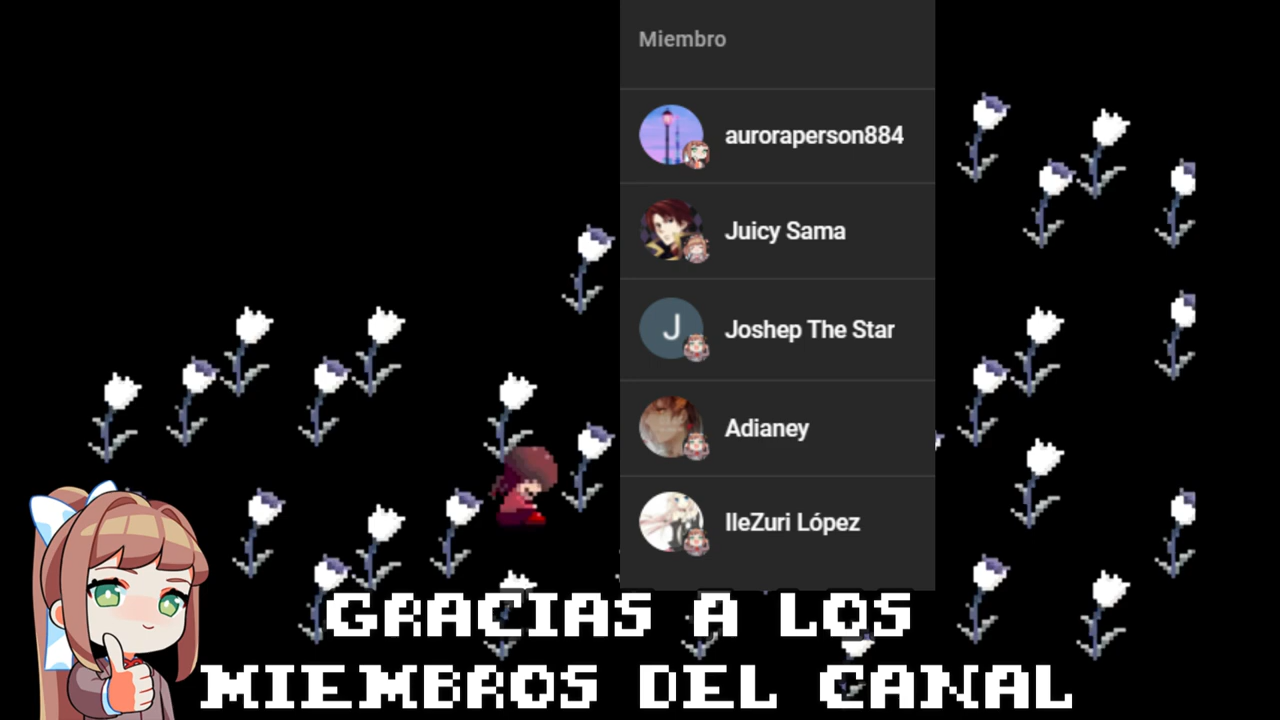 Miembro
auroraperson884
Juicy Sama
J
Joshep The Star
Adianey
IleZuri López
GRACIAS A LOS
MIEMBROS DEL CANAL